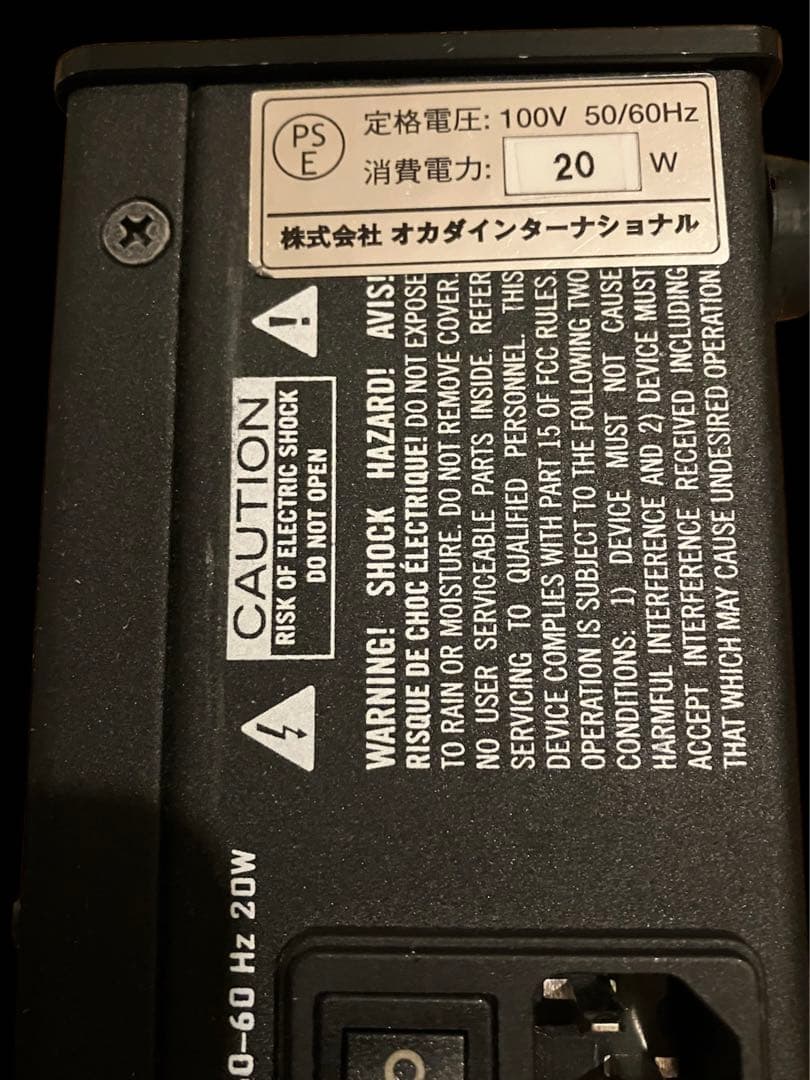 PS
E
定格電圧: 100V 50/60Hz
消費電力: 20 W
株式会社 オカダインターナショナル
CAUTION
RISK OF ELECTRIC SHOCK
DO NOT OPEN
WARNING! SHOCK HAZARD! AVIS!
RISQUE DE CHOC ÉLECTRIQUE! DO NOT EXPOSE
TO RAIN OR MOISTURE. DO NOT REMOVE COVER.
NO USER SERVICEABLE PARTS INSIDE. REFER
SERVICING TO QUALIFIED PERSONNEL. THIS
DEVICE COMPLIES WITH PART 15 OF FCC RULES.
OPERATION IS SUBJECT TO THE FOLLOWING TWO
CONDITIONS: 1) DEVICE MUST NOT CAUSE
HARMFUL INTERFERENCE AND 2) DEVICE MUST
ACCEPT INTERFERENCE RECEIVED INCLUDING
THAT WHICH MAY CAUSE UNDESIRED OPERATION
0-60 Hz 20W